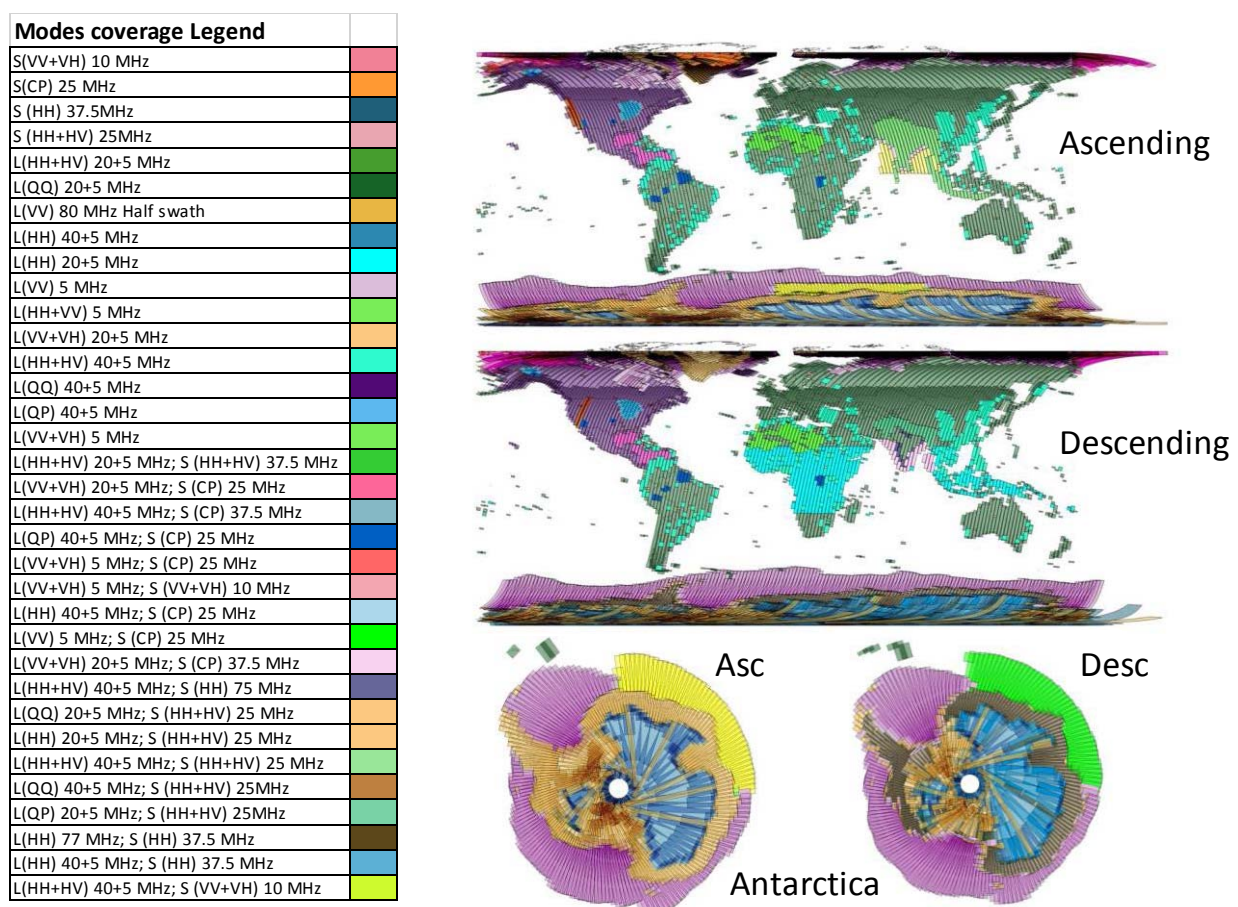 Modes coverage Legend
S(VV+VH) 10 MHz
S(CP) 25 MHz
S (HH) 37.5MHz
S (HH+HV) 25MHz
L(HH+HV) 20+5 MHz
L(QQ) 20+5 MHz
L(VV) 80 MHz Half swath
L(HH) 40+5 MHz
L(HH) 20+5 MHz
L(VV) 5 MHz
L(HH+VV) 5 MHz
L(VV+VH) 20+5 MHz
L(HH+HV) 40+5 MHz
L(QQ) 40+5 MHz
L(QP) 40+5 MHz
L(VV+VH) 5 MHz
L(HH+HV) 20+5 MHz; S (HH+HV) 37.5 MHz
L(VV+VH) 20+5 MHz; S (CP) 25 MHz
L(HH+HV) 40+5 MHz; S (CP) 37.5 MHz
L(QP) 40+5 MHz; S (CP) 25 MHz
L(VV+VH) 5 MHz; S (CP) 25 MHz
L(VV+VH) 5 MHz; S (VV+VH) 10 MHz
L(HH) 40+5 MHz; S (CP) 25 MHz
L(VV) 5 MHz; S (CP) 25 MHz
L(VV+VH) 20+5 MHz; S (CP) 37.5 MHz
L(HH+HV) 40+5 MHz; S (HH) 75 MHz
L(QQ) 20+5 MHz; S (HH+HV) 25 MHz
L(HH) 20+5 MHz; S (HH+HV) 25 MHz
L(HH+HV) 40+5 MHz; S (HH+HV) 25 MHz
L(QQ) 40+5 MHz; S (HH+HV) 25MHz
L(QP) 20+5 MHz; S (HH+HV) 25MHz
L(HH) 77 MHz; S (HH) 37.5 MHz
L(HH) 40+5 MHz; S (HH) 37.5 MHz
L(HH+HV) 40+5 MHz; S (VV+VH) 10 MHz
Ascending
Descending
Asc
Desc
Antarctica